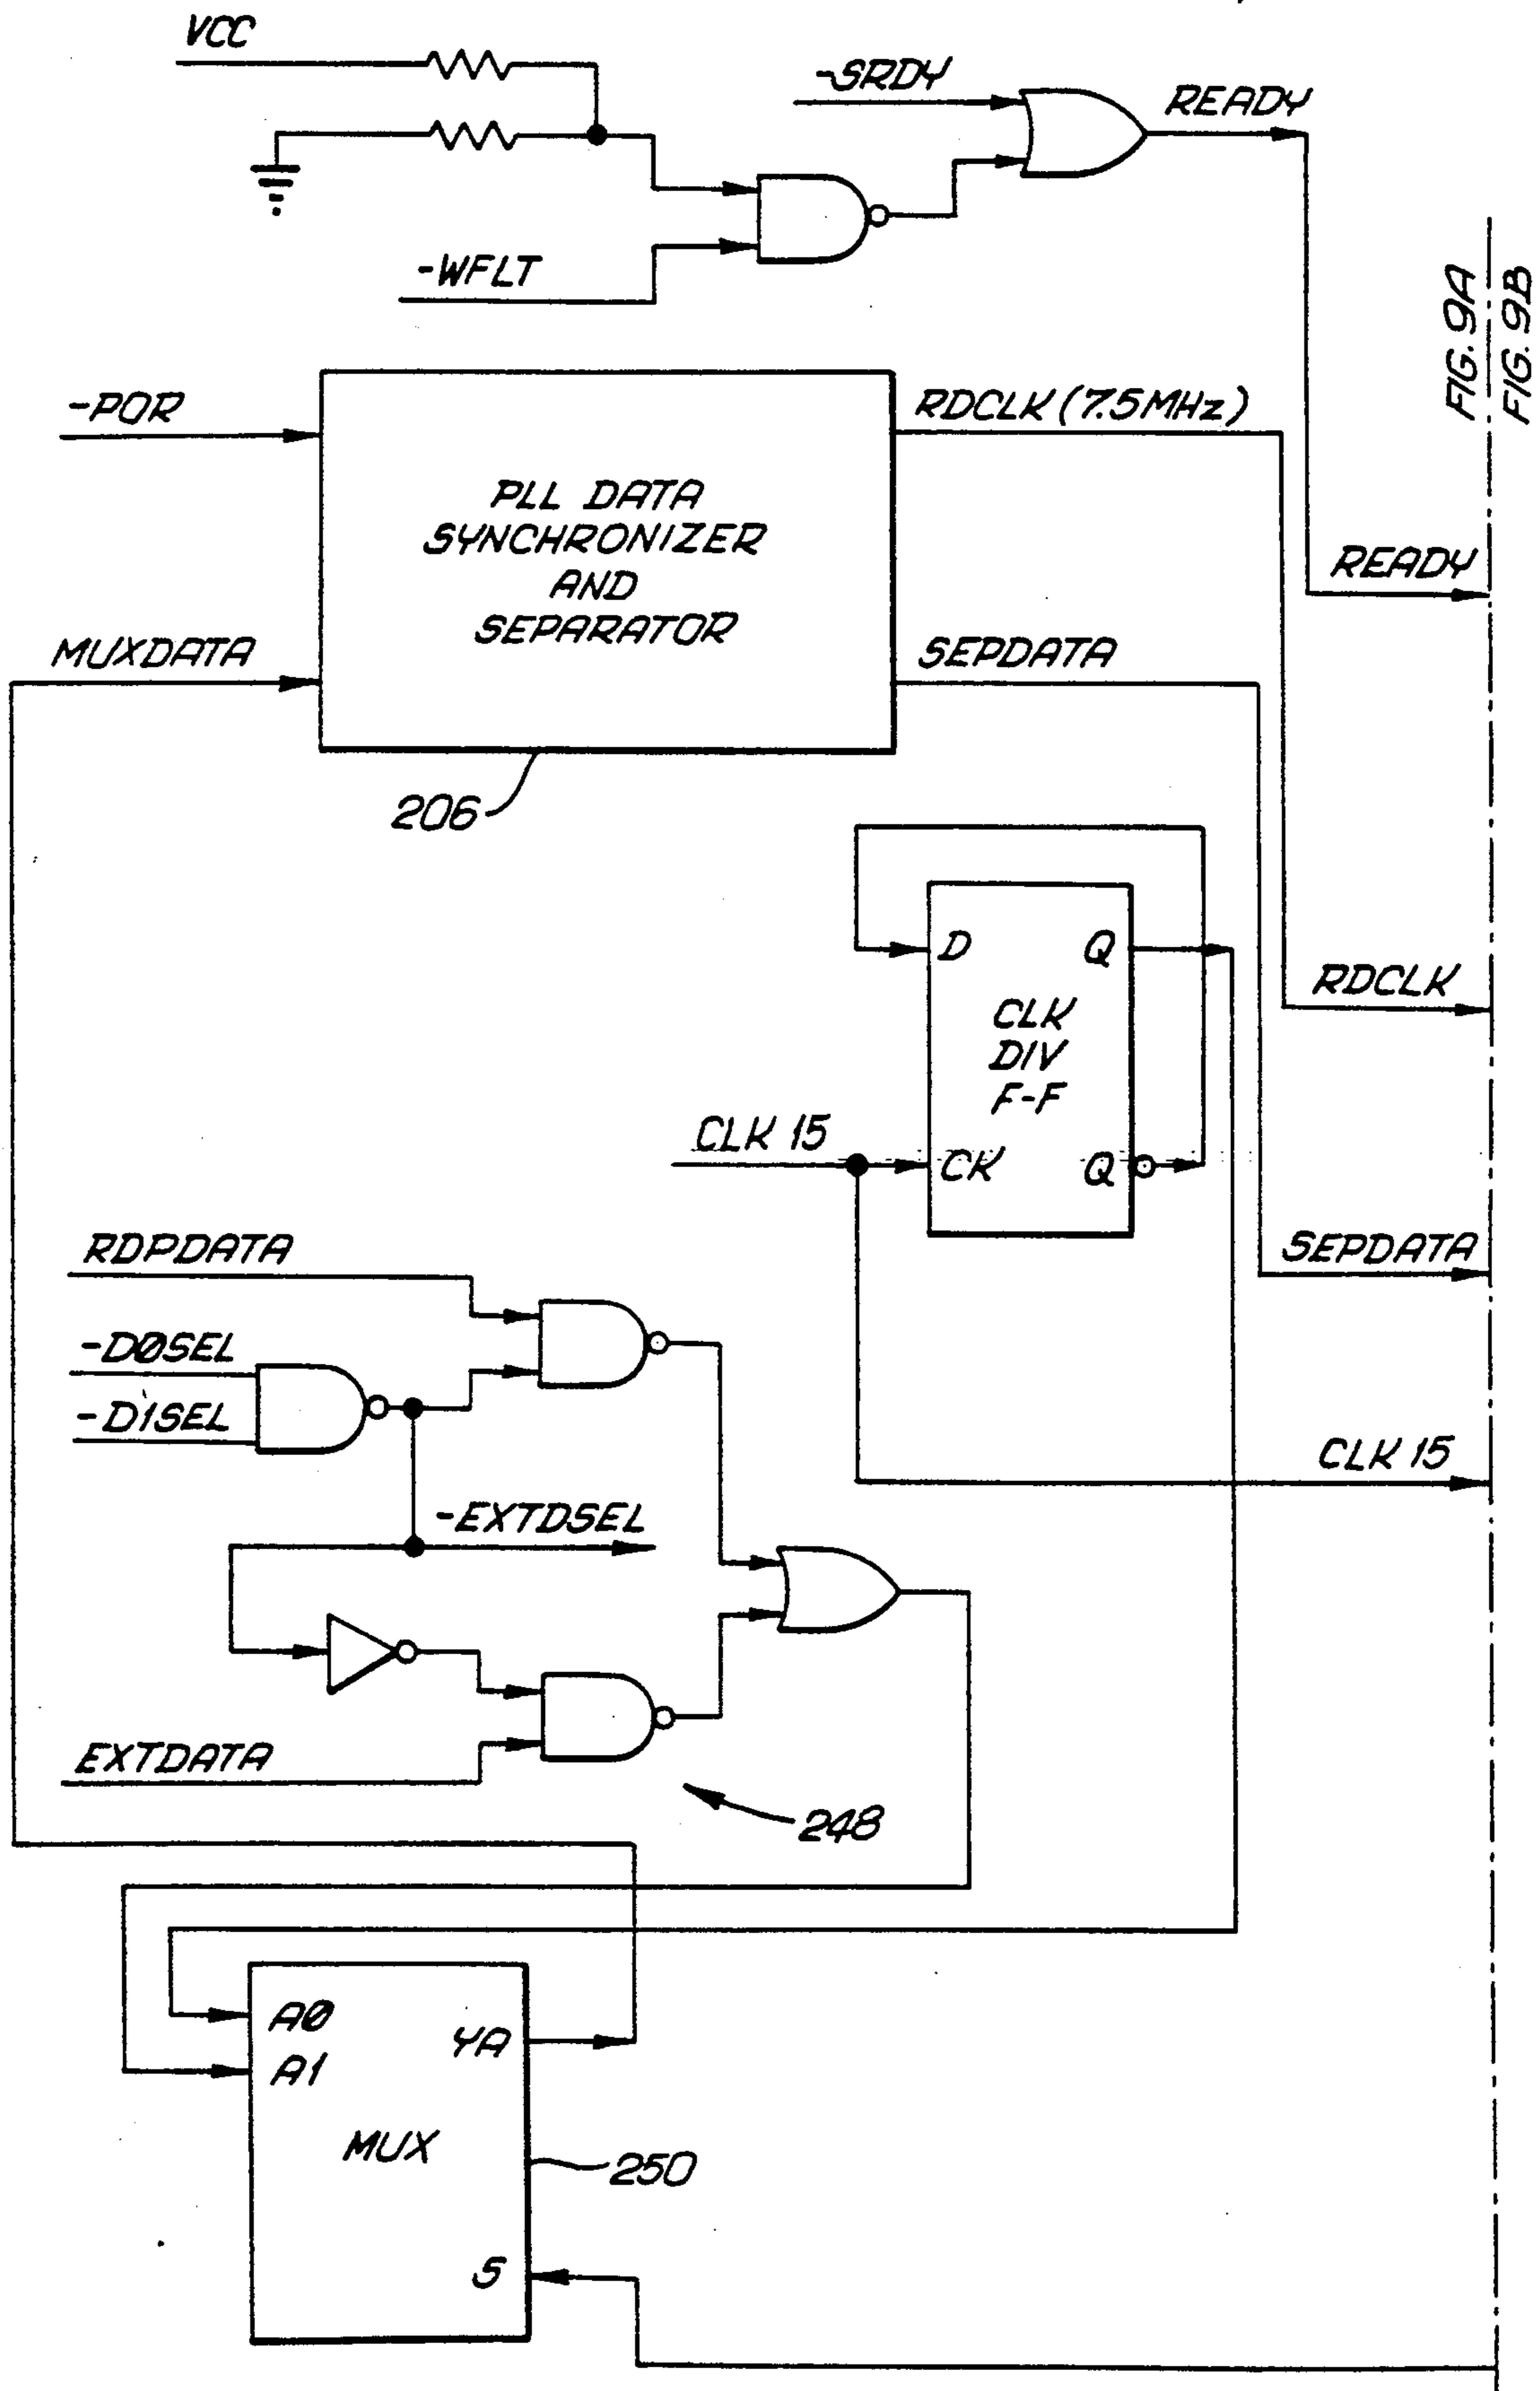 VCC
-SRDY
READY
-WFLT
FIG. 9A
FIG. 9B
-POR
RDCLK (7.5MHz)
PLL DATA
SYNCHRONIZER
AND
SEPARATOR
READY
MUXDATA
SEPDATA
206
D
Q
CLK
DIV
F-F
RDCLK
CLK 15
CK
Q
RDPDATA
SEPDATA
-DØSEL
-D1SEL
CLK 15
-EXTDSEL
EXTDATA
248
AØ
YA
A1
MUX
250
S